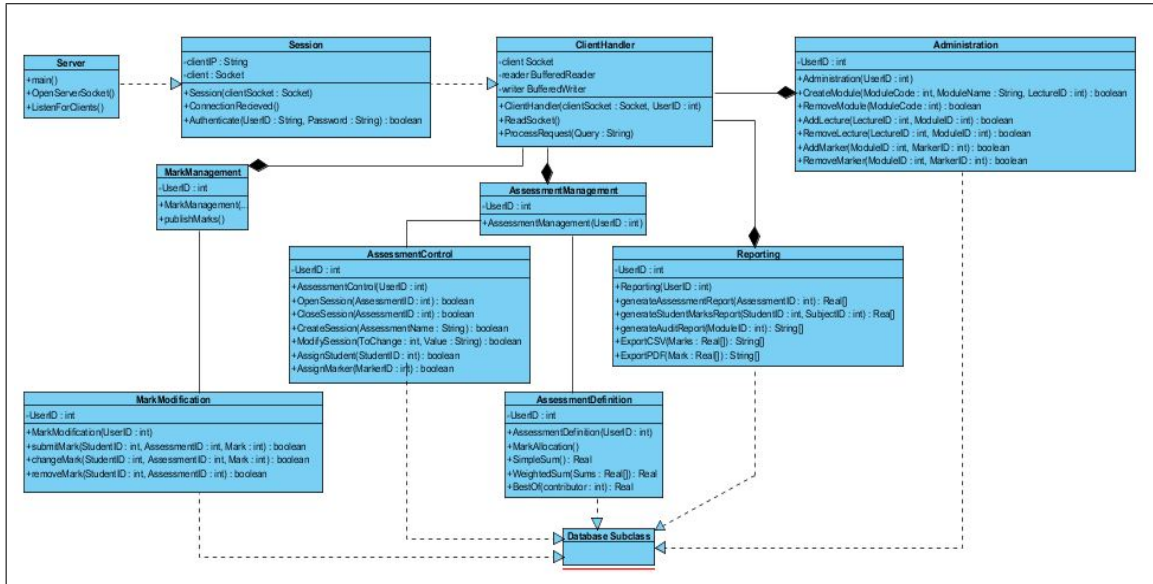 Server
+main()
+OpenServerSocket()
+ListenForClients()
Session
-clientIP : String
-client : Socket
+Session(clientSocket : Socket)
+ConnectionRecieved()
+Authenticate(UserID : String, Password : String) : boolean
ClientHandler
-client Socket
-reader BufferedReader
-writer BufferedWriter
+ClientHandler(clientSocket : Socket, UserID : int)
+ReadSocket()
+ProcessRequest(Query : String)
Administration
-UserID : int
+Administration(UserID : int)
+CreateModule(ModuleCode : int, ModuleName : String, LectureID : int) : boolean
+RemoveModule(ModuleCode : int) : boolean
+AddLecture(LectureID : int, ModuleID : int) : boolean
+RemoveLecture(LectureID : int, ModuleID : int) : boolean
+AddMarker(ModuleID : int, MarkerID : int) : boolean
+RemoveMarker(ModuleID : int, MarkerID : int) : boolean
MarkManagement
-UserID : int
+MarkManagement(...
+publishMarks()
AssessmentManagement
-UserID : int
+AssessmentManagement(UserID : int)
AssessmentControl
-UserID : int
+AssessmentControl(UserID : int)
+OpenSession(AssessmentID : int) : boolean
+CloseSession(AssessmentID : int) : boolean
+CreateSession(AssessmentName : String) : boolean
+ModifySession(ToChange : int, Value : String) : boolean
+AssignStudent(StudentID : int) : boolean
+AssignMarker(MarkerID : int) : boolean
Reporting
-UserID : int
+Reporting(UserID : int)
+generateAssessmentReport(AssessmentID : int) : Real[]
+generateStudentMarksReport(StudentID : int, SubjectID : int) : Real[]
+generateAuditReport(ModuleID : int) : String[]
+ExportCSV(Marks : Real[]) : String[]
+ExportPDF(Mark : Real[]) : String[]
MarkModification
-UserID : int
+MarkModification(UserID : int)
+submitMark(StudentID : int, AssessmentID : int, Mark : int) : boolean
+changeMark(StudentID : int, AssessmentID : int, Mark : int) : boolean
+removeMark(StudentID : int, AssessmentID : int) : boolean
AssessmentDefinition
-UserID : int
+AssessmentDefinition(UserID : int)
+MarkAllocation()
+SimpleSum() : Real
+WeightedSum(Sums : Real[]) : Real
+BestOf(contributor : int) : Real
Database Subclass